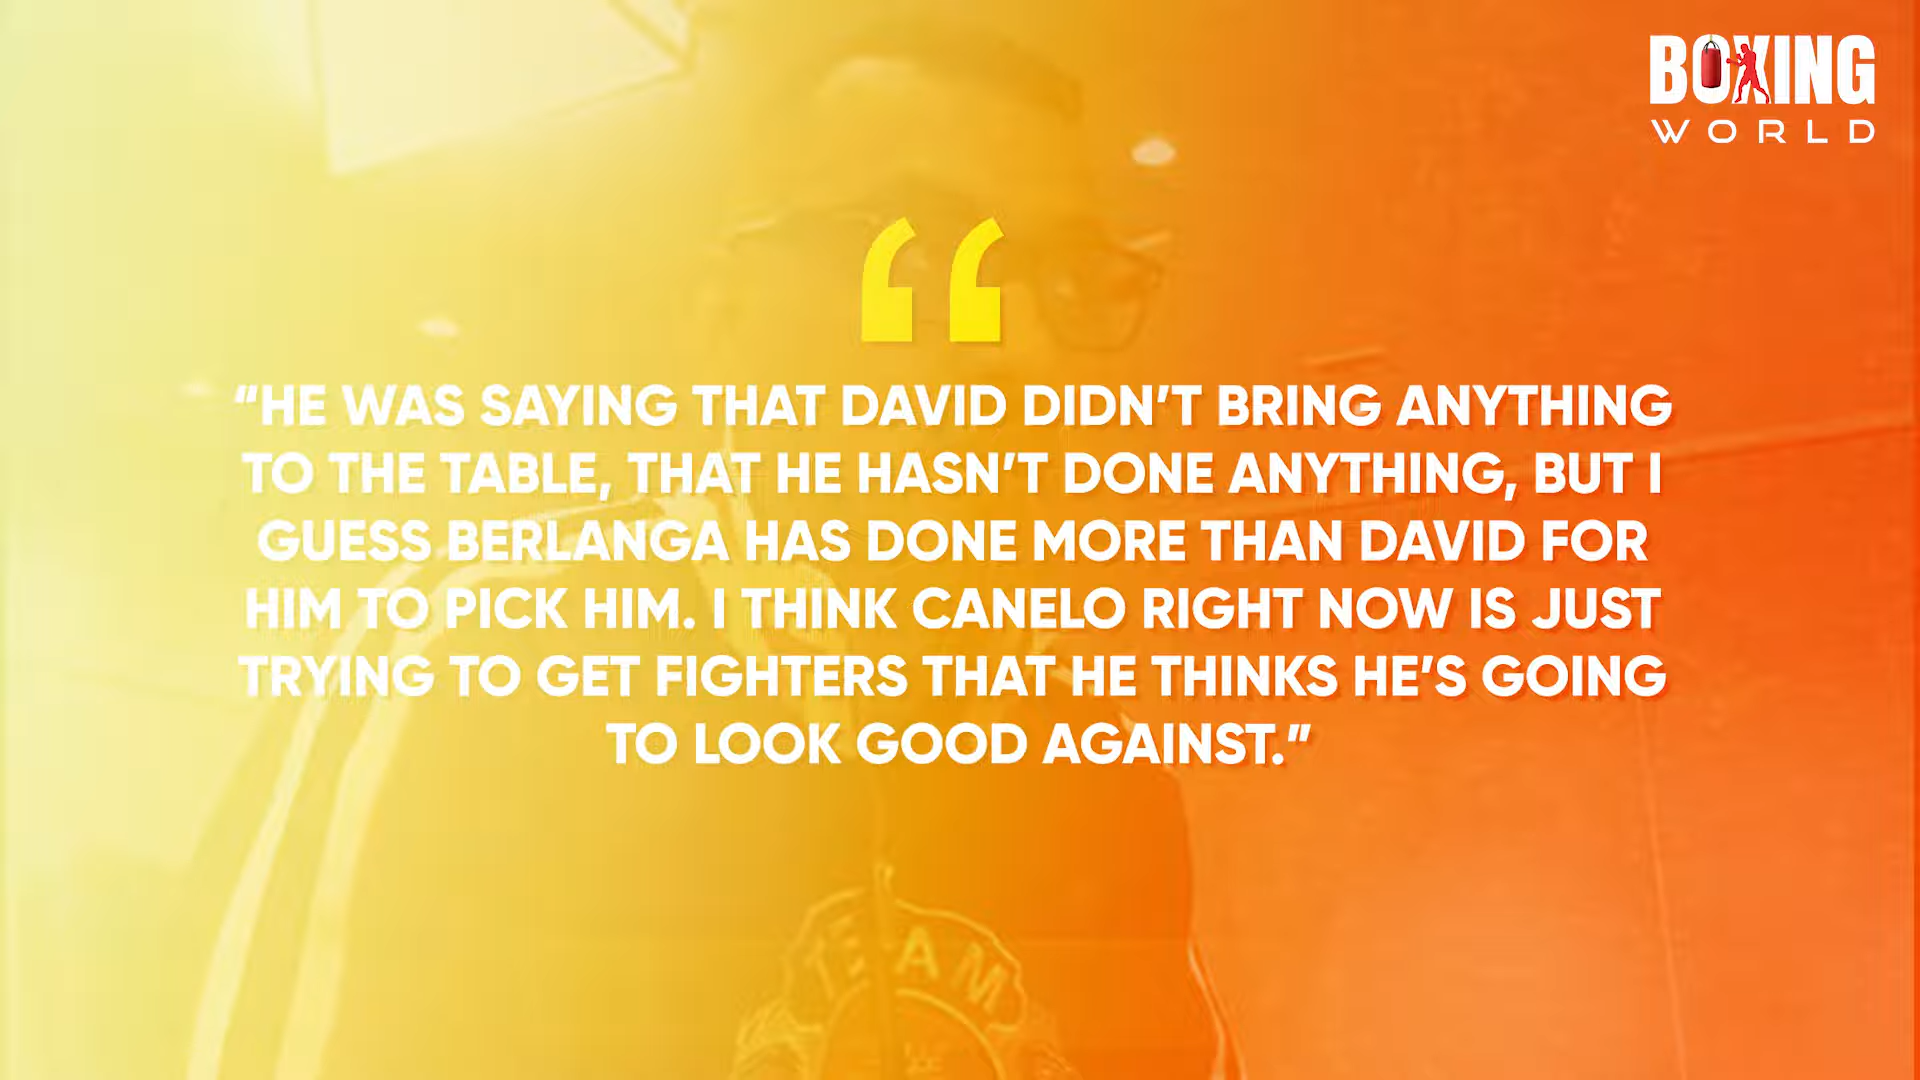 BOXING
WORLD
“
“HE WAS SAYING THAT DAVID DIDN’T BRING ANYTHING
TO THE TABLE, THAT HE HASN’T DONE ANYTHING, BUT I
GUESS BERLANGA HAS DONE MORE THAN DAVID FOR
HIM TO PICK HIM. I THINK CANELO RIGHT NOW IS JUST
TRYING TO GET FIGHTERS THAT HE THINKS HE’S GOING
TO LOOK GOOD AGAINST.”
TEAM